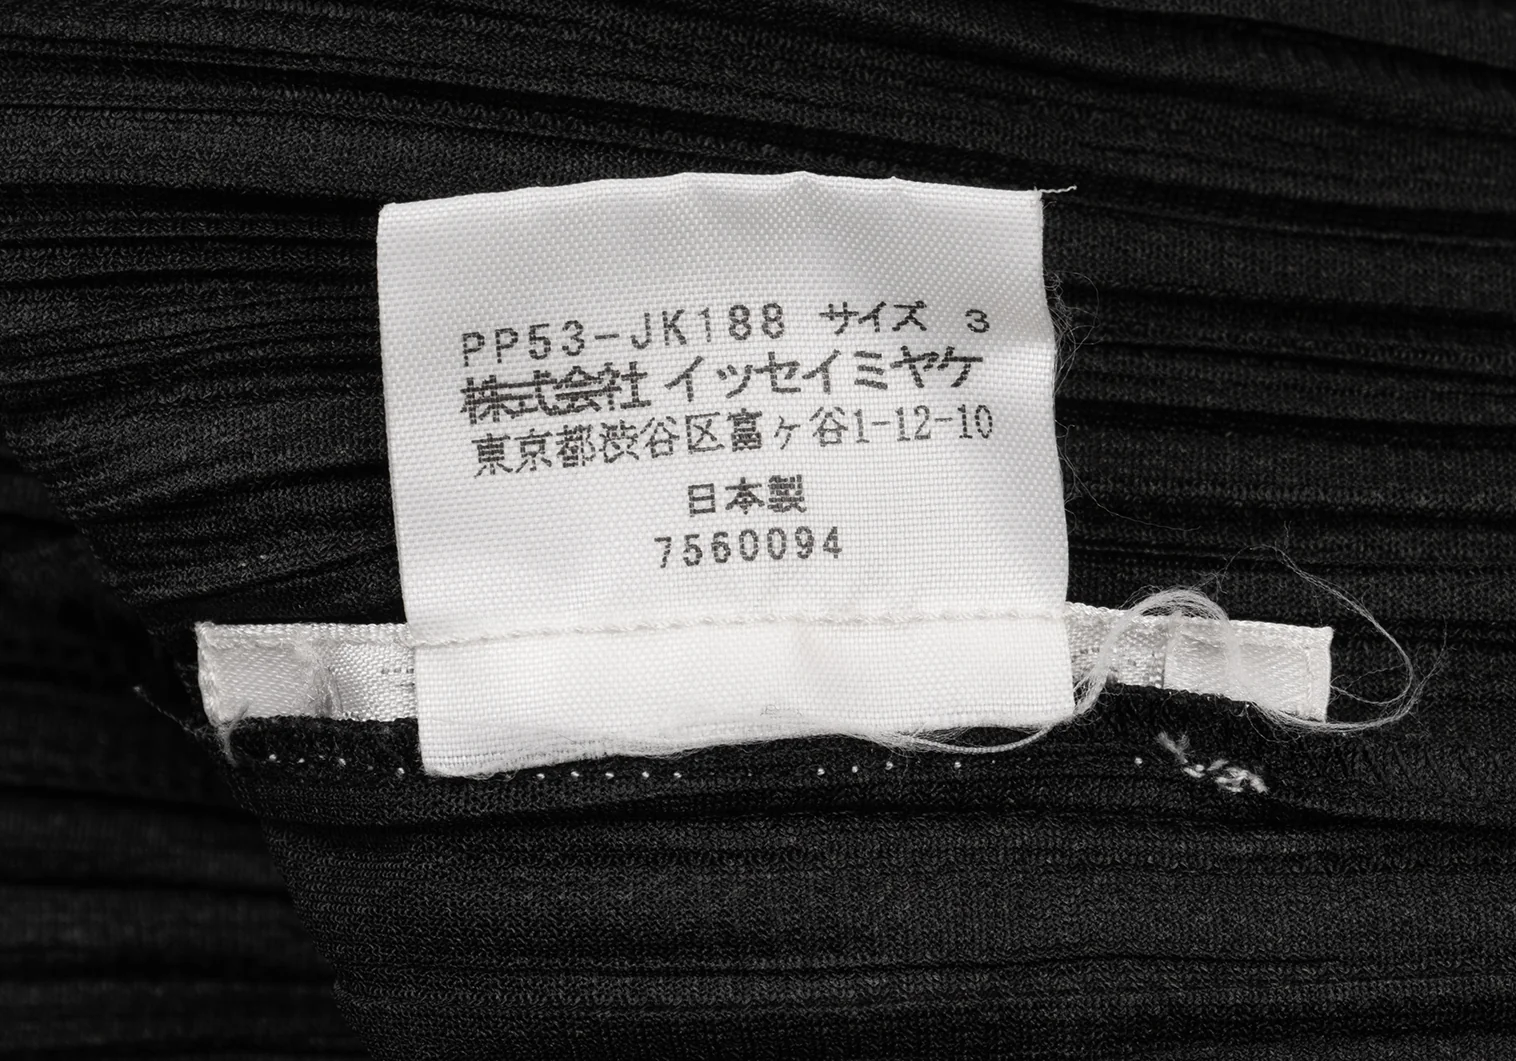 PP53-JK188 サイズ 3
株式会社 イッセイミヤケ
東京都渋谷区富ヶ谷1-12-10
日本製
7560094